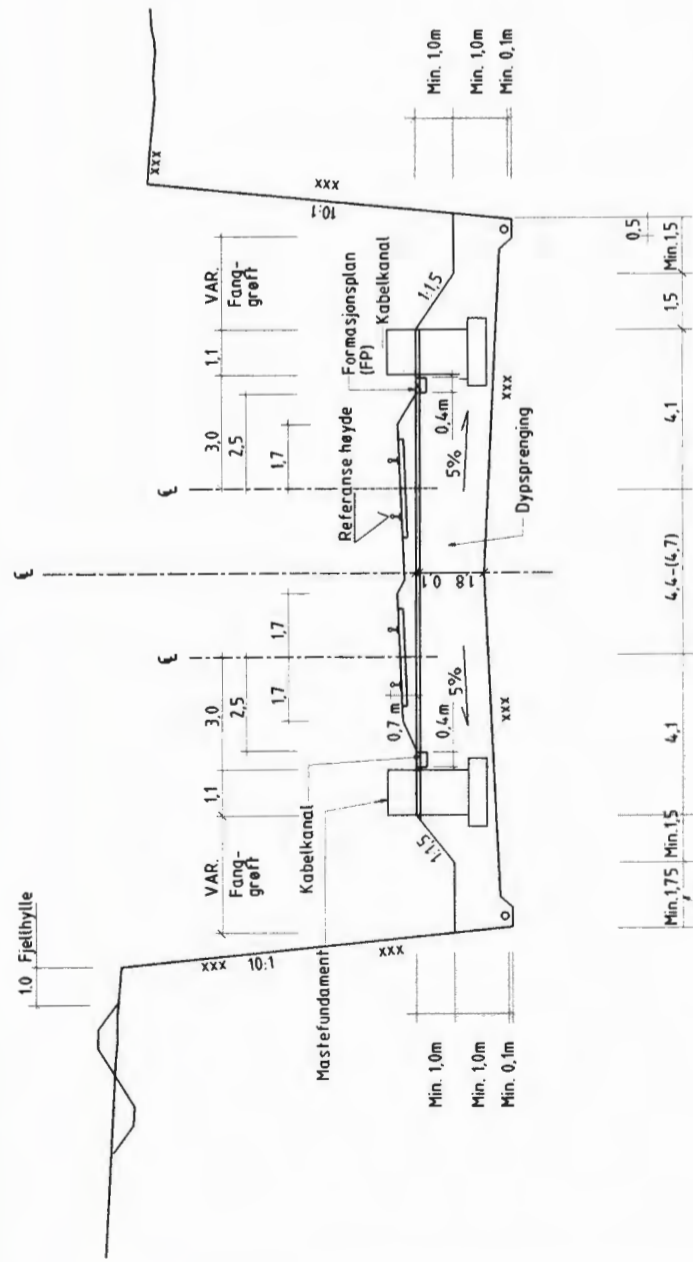 1.0 Fjellhylle
VAR.
Fang-
grøft
1,1
3,0
2,5
1,7
1,7
℄
℄
℄
1,7
2,5
3,0
1,1
VAR.
Fang-
grøft
xxx
10:1
xxx
xxx
10:1
xxx
Mastefundament
Kabelkanal
0,7 m
Referanse høyde
Formasjonsplan
(FP)
Kabelkanal
1:1,5
0,4m
5%
1,8
0,1
0,4m
5%
1:1,5
xxx
Dypsprenging
xxx
Min. 1,0m
Min. 1,0m
Min. 0,1m
Min. 1,0m
Min. 1,0m
Min. 0,1m
0,5
Min.1,75
Min.1,5
4,1
4,4-(4,7)
4,1
1,5
Min.1,5